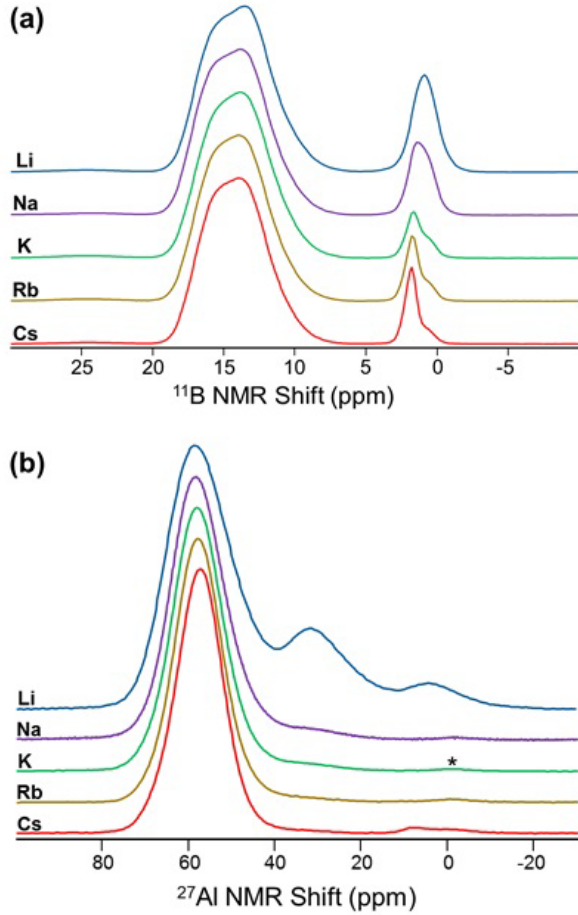 (a)
Li
Na
K
Rb
Cs
25 20 15 10 5 0 -5
¹¹B NMR Shift (ppm)
(b)
Li
Na
K *
Rb
Cs
80 60 40 20 0 -20
²⁷Al NMR Shift (ppm)